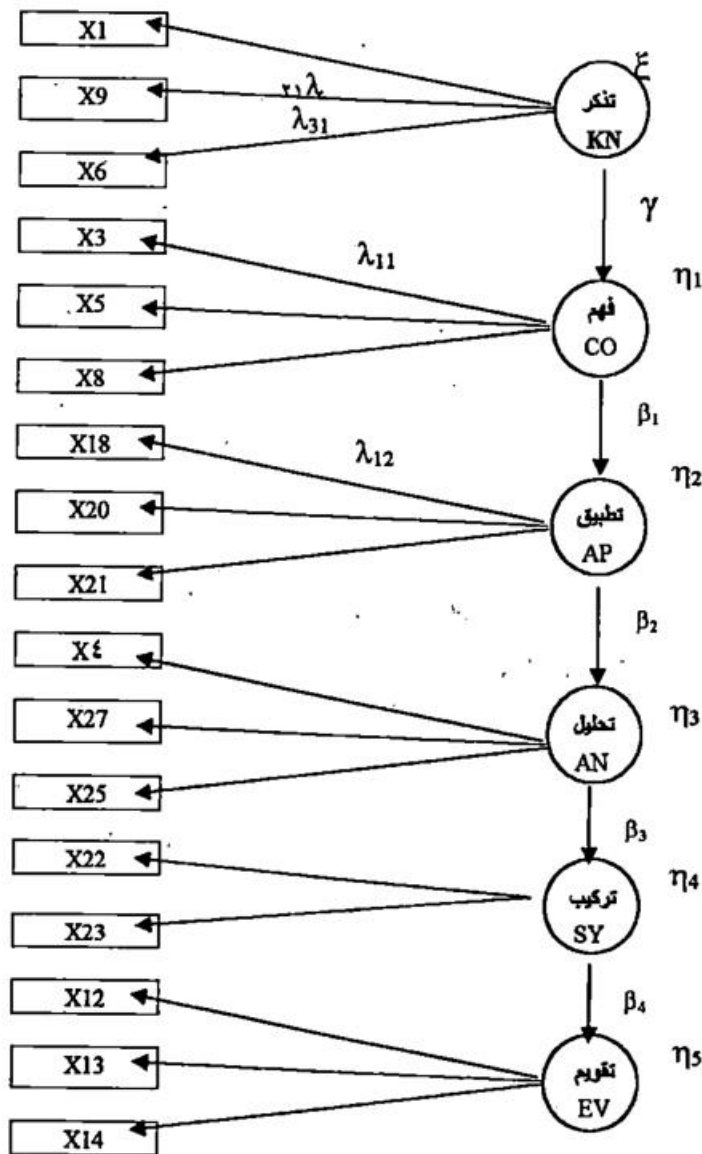 X1
ξ
X9
٢١λ
تذكر
KN
λ31
X6
γ
X3
λ11
η1
X5
فهم
CO
X8
β1
X18
λ12
η2
X20
تطبيق
AP
X21
β2
X٤
η3
X27
تحليل
AN
X25
β3
X22
η4
تركيب
X23
SY
X12
β4
η5
X13
تقويم
EV
X14